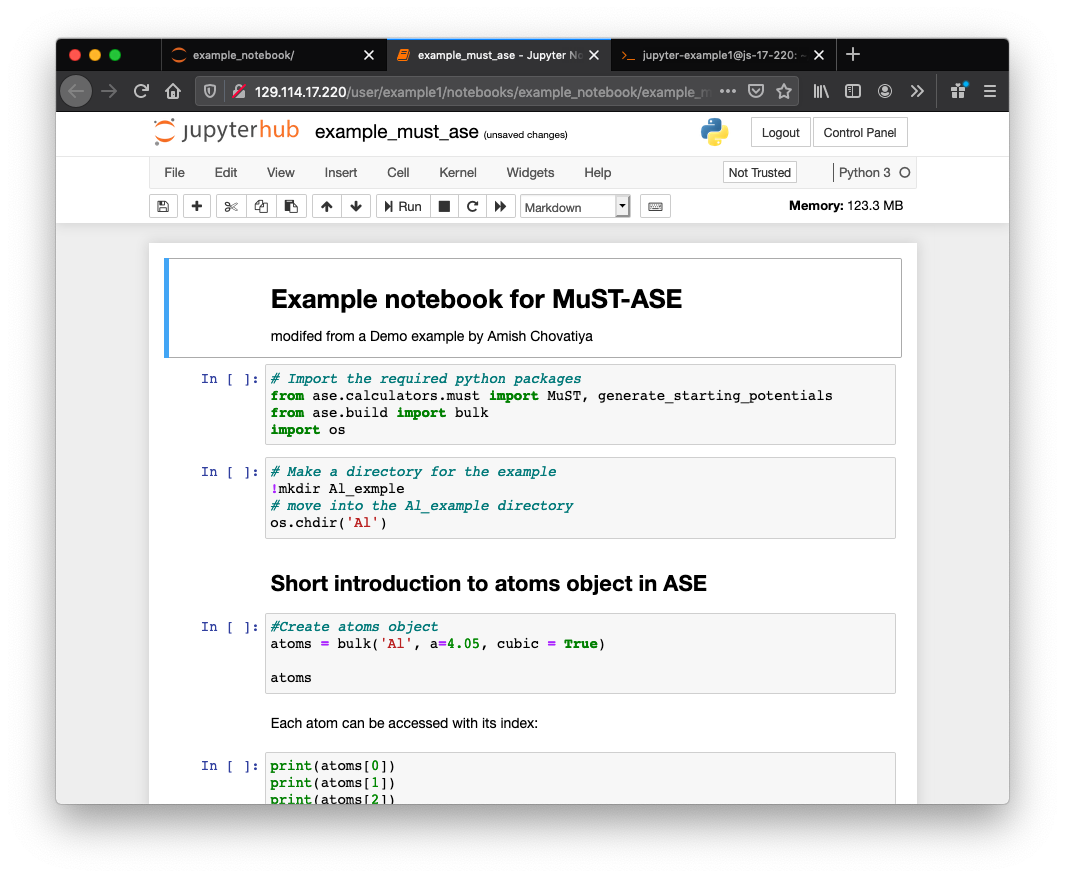 example_notebook/
example_must_ase - Jupyter No
jupyter-example1@js-17-220: ~
129.114.17.220/user/example1/notebooks/example_notebook/example_m
jupyterhub example_must_ase (unsaved changes)
Logout Control Panel
File Edit View Insert Cell Kernel Widgets Help Not Trusted Python 3
Run Markdown Memory: 123.3 MB
Example notebook for MuST-ASE
modifed from a Demo example by Amish Chovatiya
In [ ]: # Import the required python packages
from ase.calculators.must import MuST, generate_starting_potentials
from ase.build import bulk
import os
In [ ]: # Make a directory for the example
!mkdir Al_exmple
# move into the Al_example directory
os.chdir('Al')
Short introduction to atoms object in ASE
In [ ]: #Create atoms object
atoms = bulk('Al', a=4.05, cubic = True)
atoms
Each atom can be accessed with its index:
In [ ]: print(atoms[0])
print(atoms[1])
print(atoms[2])